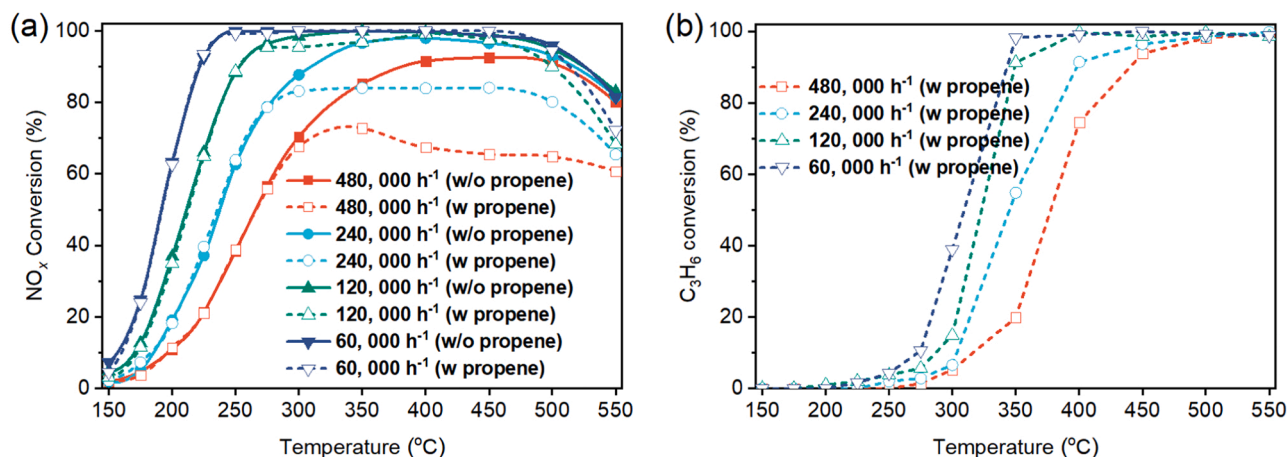 (a)
NOx Conversion (%)
100
80
60
40
20
0
480, 000 h-1 (w/o propene)
480, 000 h-1 (w propene)
240, 000 h-1 (w/o propene)
240, 000 h-1 (w propene)
120, 000 h-1 (w/o propene)
120, 000 h-1 (w propene)
60, 000 h-1 (w/o propene)
60, 000 h-1 (w propene)
150 200 250 300 350 400 450 500 550
Temperature (ºC)
(b)
C3H6 conversion (%)
100
80
60
40
20
0
480, 000 h-1 (w propene)
240, 000 h-1 (w propene)
120, 000 h-1 (w propene)
60, 000 h-1 (w propene)
150 200 250 300 350 400 450 500 550
Temperature (ºC)